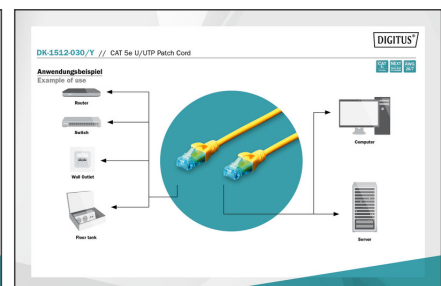 DIGITUS®
DK-1512-030/Y // CAT 5e U/UTP Patch Cord
Anwendungsbeispiel
Example of use
Router
Switch
Wall Outlet
Floor tank
Computer
Server